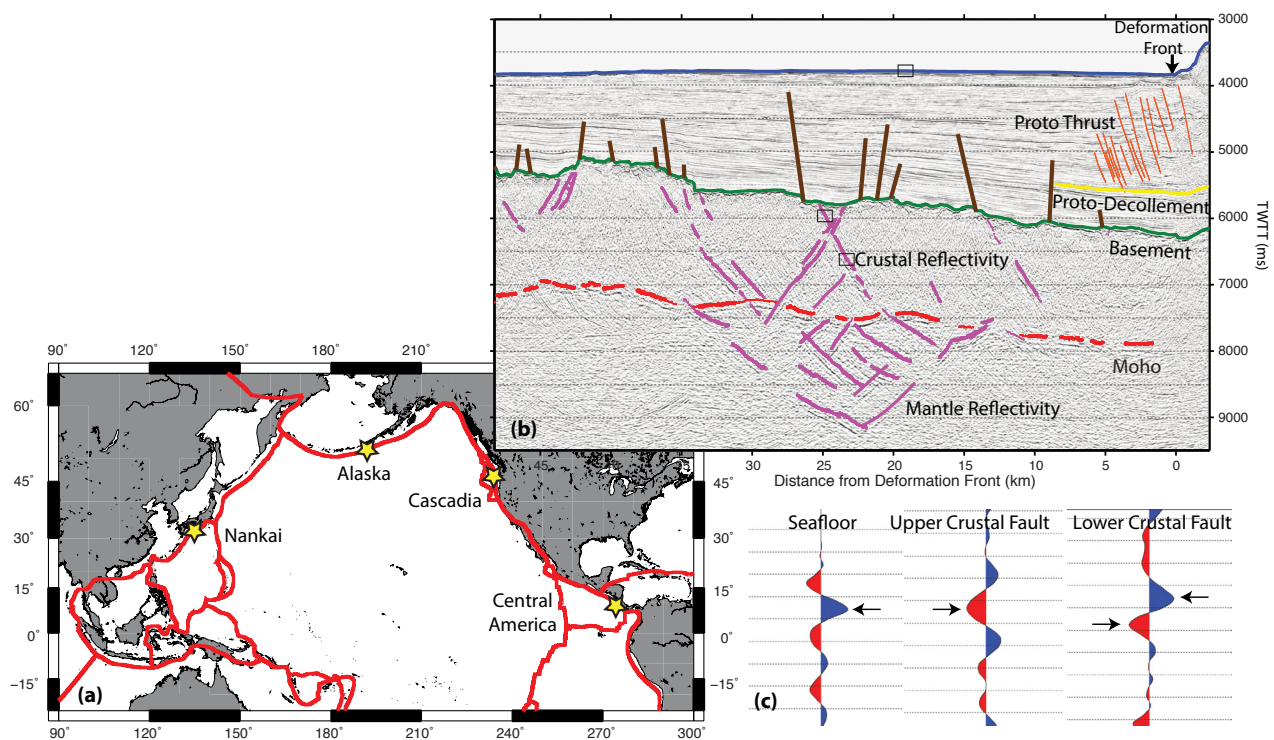 3000
Deformation
Front
4000
Proto Thrust
5000
Proto-Decollement
6000
TWTT (ms)
Basement
Crustal Reflectivity
7000
8000
Moho
Mantle Reflectivity
9000
(b)
30 25 20 15 10 5 0
Distance from Deformation Front (km)
90° 120° 150° 180° 210°
60°
45°
30°
15°
0°
−15°
Alaska
Cascadia
Nankai
Central
America
(a)
45°
30°
15°
0°
−15°
90° 120° 150° 180° 210° 240° 270° 300°
Seafloor Upper Crustal Fault Lower Crustal Fault
(c)